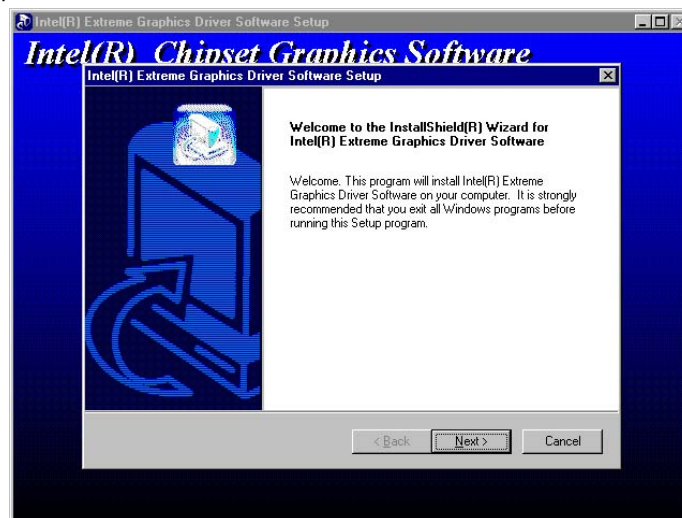 Intel(R) Extreme Graphics Driver Software Setup
Intel(R) Chipset Graphics Software
Intel(R) Extreme Graphics Driver Software Setup
Welcome to the InstallShield(R) Wizard for
Intel(R) Extreme Graphics Driver Software
Welcome. This program will install Intel(R) Extreme
Graphics Driver Software on your computer. It is strongly
recommended that you exit all Windows programs before
running this Setup program.
< Back Next > Cancel